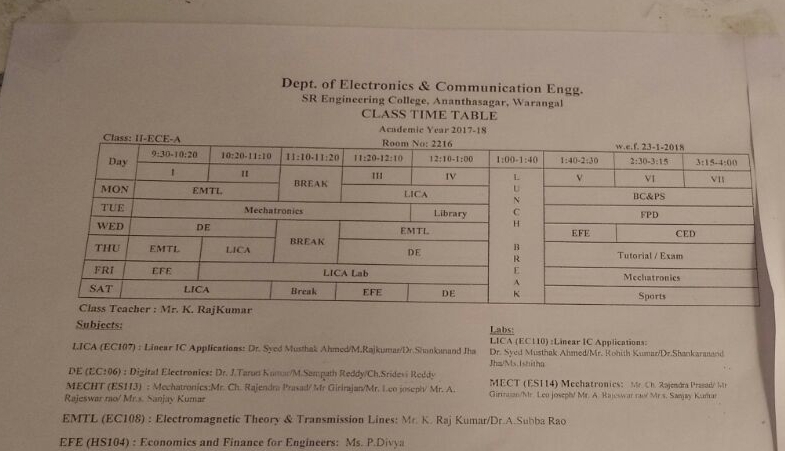 Dept. of Electronics & Communication Engg.
SR Engineering College, Ananthasagar, Warangal
CLASS TIME TABLE
Academic Year 2017-18
Class: II-ECE-A Room No: 2216 w.e.f. 23-1-2018
Day 9:30-10:20 10:20-11:10 11:10-11:20 11:20-12:10 12:10-1:00 1:00-1:40 1:40-2:30 2:30-3:15 3:15-4:00
I II BREAK III IV LUNCH BREAK V VI VII
MON EMTL LICA BC&PS
TUE Mechatronics Library FPD
WED DE BREAK EMTL EFE CED
THU EMTL LICA DE Tutorial / Exam
FRI EFE LICA Lab Mechatronics
SAT LICA Break EFE DE Sports
Class Teacher : Mr. K. RajKumar
Subjects:
LICA (EC107) : Linear IC Applications: Dr. Syed Musthak Ahmed/M.Rajkumar/Dr.Shankanand Jha
DE (EC106) : Digital Electronics: Dr. J.Tarun Kumar/M.Sampath Reddy/Ch.Sridevi Reddy
MECHT (ES113) : Mechatronics:Mr. Ch. Rajendra Prasad/ Mr Girirajan/Mr. Leo joseph/ Mr. A.
Rajeswar rao/ Mrs. Sanjay Kumar
Labs:
LICA (EC110) :Linear IC Applications:
Dr. Syed Musthak Ahmed/Mr. Rohith Kumar/Dr.Shankaranand
Jha/Ms.Ishitha
MECT (ES114) Mechatronics: Mr. Ch. Rajendra Prasad/ Mr
Girirajan/Mr. Leo joseph/ Mr. A. Rajeswar rao/ Mrs. Sanjay Kumar
EMTL (EC108) : Electromagnetic Theory & Transmission Lines: Mr. K. Raj Kumar/Dr.A.Subba Rao
EFE (HS104) : Economics and Finance for Engineers: Ms. P.Divya